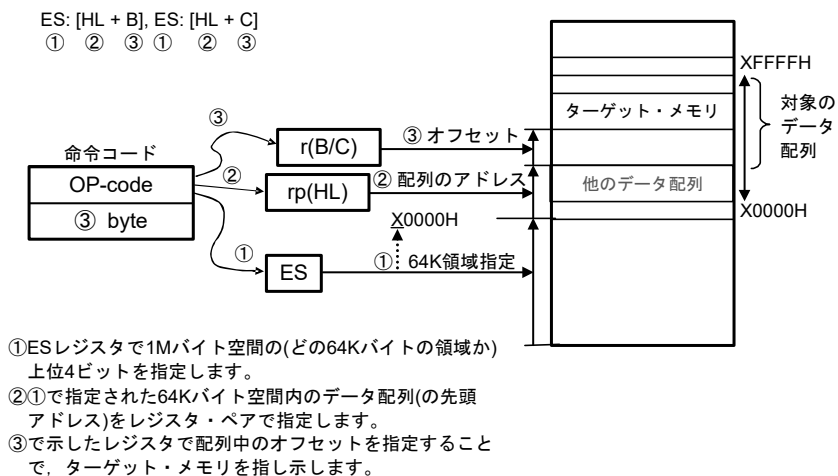 ES: [HL + B], ES: [HL + C]
① ② ③ ① ② ③
XFFFFH
対象の
データ
配列
ターゲット・メモリ
③
③ オフセット
r(B/C)
命令コード
OP-code
②
② 配列のアドレス
rp(HL)
他のデータ配列
③ byte
X0000H
X0000H
①
① 64K領域指定
ES
①ESレジスタで1Mバイト空間の(どの64Kバイトの領域か)
上位4ビットを指定します。
②①で指定された64Kバイト空間内のデータ配列(の先頭
アドレス)をレジスタ・ペアで指定します。
③で示したレジスタで配列中のオフセットを指定すること
で，ターゲット・メモリを指し示します。